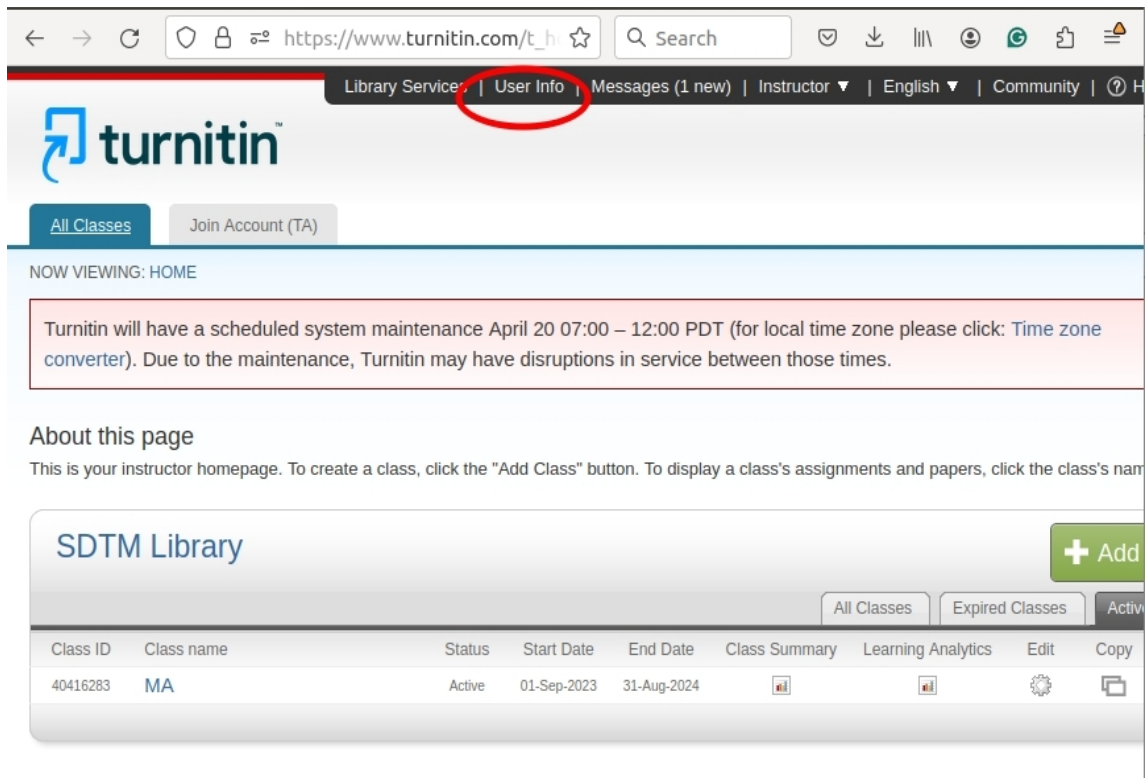 https://www.turnitin.com/t_h
Search
Library Services | User Info | Messages (1 new) | Instructor ▼ | English ▼ | Community | ? H
turnitin™
All Classes
Join Account (TA)
NOW VIEWING: HOME
Turnitin will have a scheduled system maintenance April 20 07:00 – 12:00 PDT (for local time zone please click: Time zone
converter). Due to the maintenance, Turnitin may have disruptions in service between those times.
About this page
This is your instructor homepage. To create a class, click the "Add Class" button. To display a class's assignments and papers, click the class's nam
SDTM Library
Add
All Classes Expired Classes Activ
Class ID Class name Status Start Date End Date Class Summary Learning Analytics Edit Copy
40416283 MA Active 01-Sep-2023 31-Aug-2024